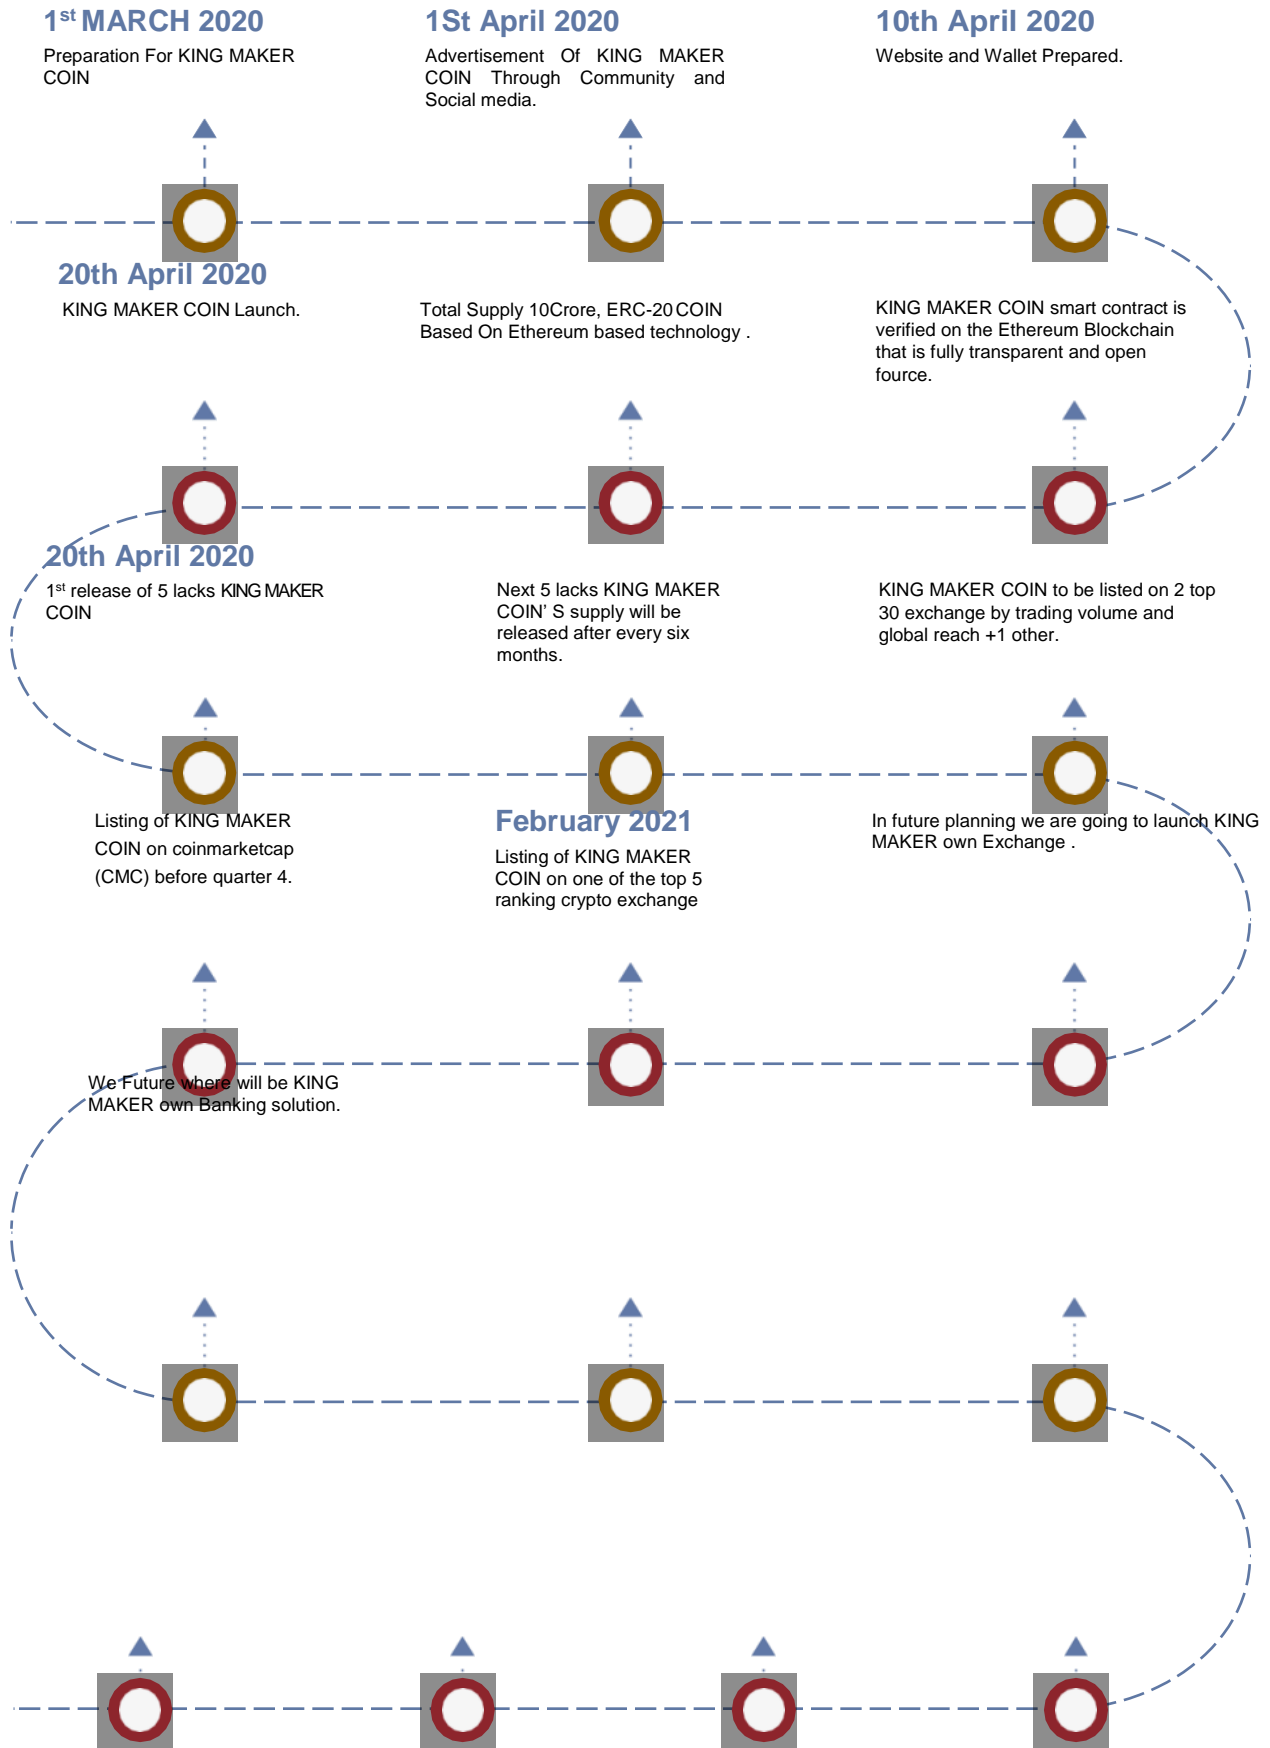 1st MARCH 2020
Preparation For KING MAKER
COIN
1St April 2020
Advertisement Of KING MAKER
COIN Through Community and
Social media.
10th April 2020
Website and Wallet Prepared.
20th April 2020
KING MAKER COIN Launch.
Total Supply 10Crore, ERC-20 COIN
Based On Ethereum based technology .
KING MAKER COIN smart contract is
verified on the Ethereum Blockchain
that is fully transparent and open
fource.
20th April 2020
1st release of 5 lacks KING MAKER
COIN
Next 5 lacks KING MAKER
COIN' S supply will be
released after every six
months.
KING MAKER COIN to be listed on 2 top
30 exchange by trading volume and
global reach +1 other.
Listing of KING MAKER
COIN on coinmarketcap
(CMC) before quarter 4.
February 2021
Listing of KING MAKER
COIN on one of the top 5
ranking crypto exchange
In future planning we are going to launch KING
MAKER own Exchange .
We Future where will be KING
MAKER own Banking solution.